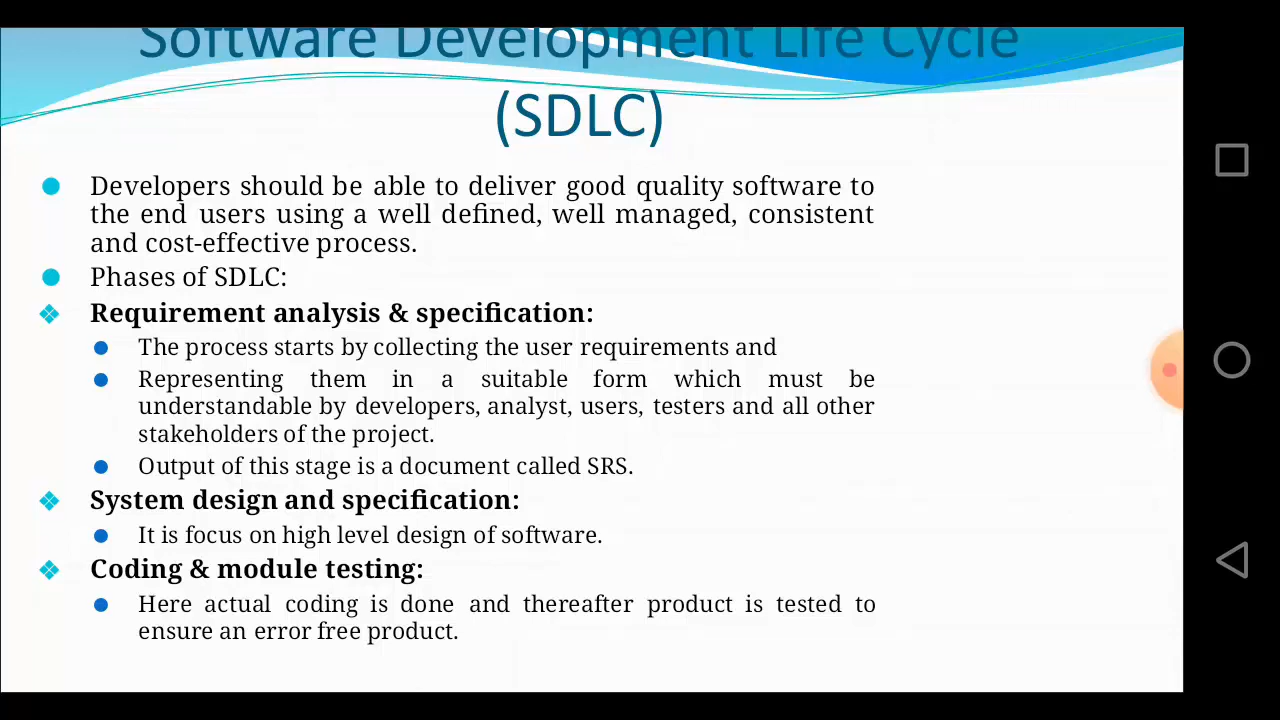 Software Development Life Cycle
(SDLC)
Developers should be able to deliver good quality software to
the end users using a well defined, well managed, consistent
and cost-effective process.
Phases of SDLC:
Requirement analysis & specification:
The process starts by collecting the user requirements and
Representing them in a suitable form which must be
understandable by developers, analyst, users, testers and all other
stakeholders of the project.
Output of this stage is a document called SRS.
System design and specification:
It is focus on high level design of software.
Coding & module testing:
Here actual coding is done and thereafter product is tested to
ensure an error free product.